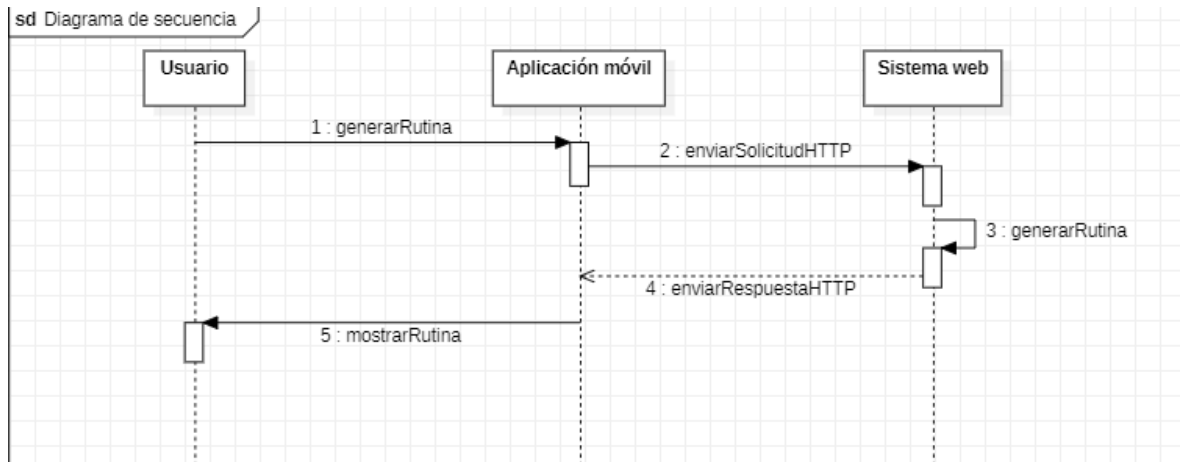 sd Diagrama de secuencia
Usuario
Aplicación móvil
Sistema web
1 : generarRutina
2 : enviarSolicitudHTTP
3 : generarRutina
4 : enviarRespuestaHTTP
5 : mostrarRutina